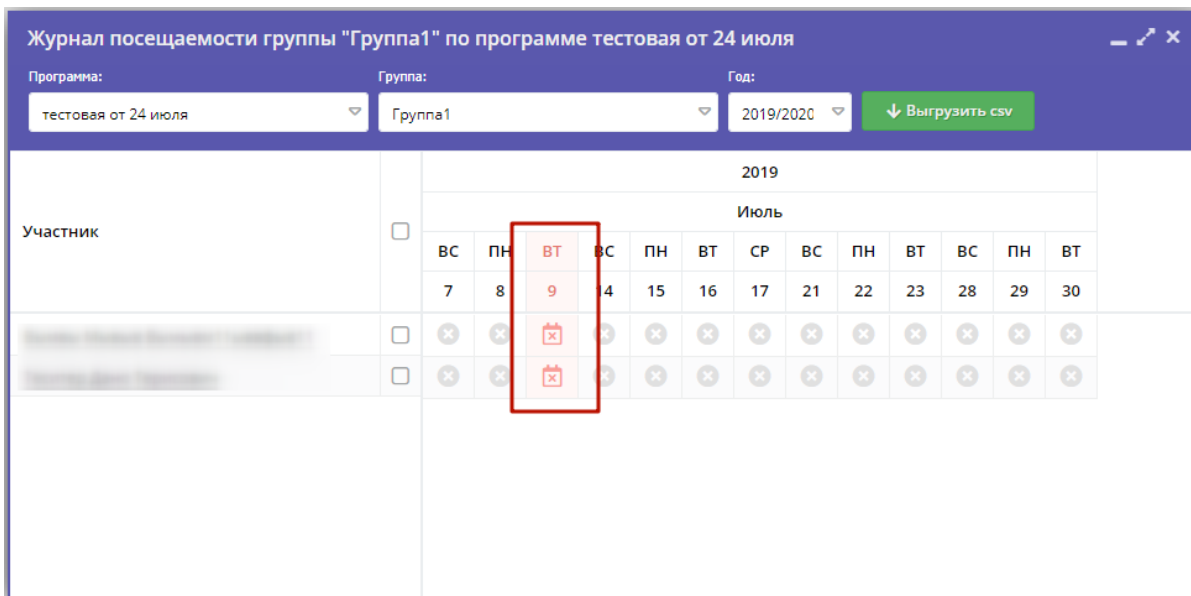 Журнал посещаемости группы "Группа1" по программе тестовая от 24 июля
Программа: Группа: Год:
тестовая от 24 июля Группа1 2019/2020 Выгрузить csv
2019
Июль
Участник
ВС ПН ВТ ВС ПН ВТ СР ВС ПН ВТ ВС ПН ВТ
7 8 9 14 15 16 17 21 22 23 28 29 30